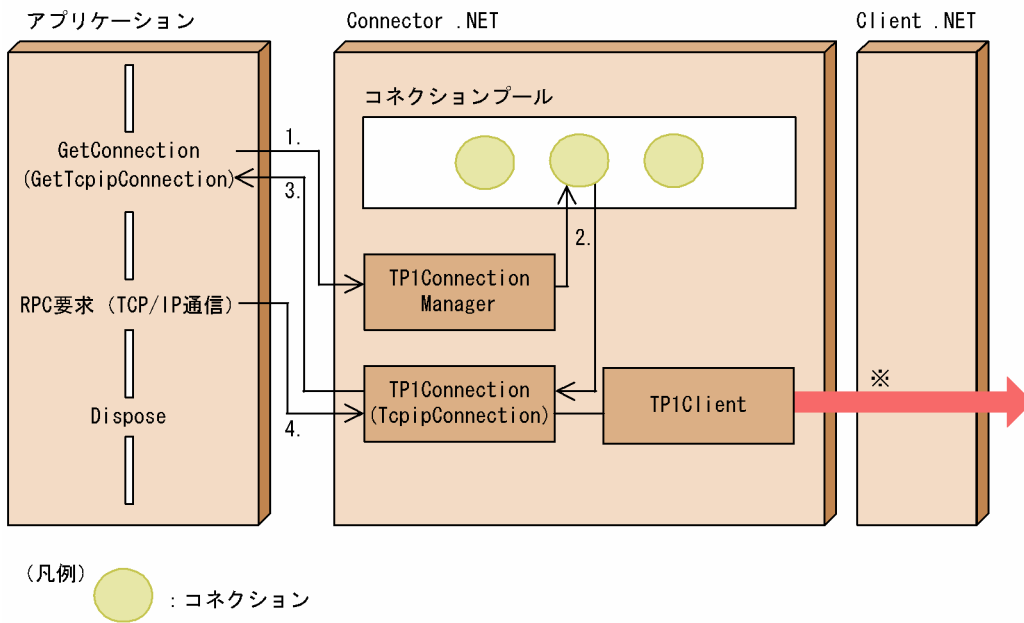 アプリケーション
Connector .NET
Client .NET
コネクションプール
1.
GetConnection
(GetTcpipConnection)
3.
2.
TP1Connection
Manager
RPC要求（TCP/IP通信）
※
TP1Connection
(TcpipConnection)
TP1Client
Dispose
4.
（凡例）
：コネクション